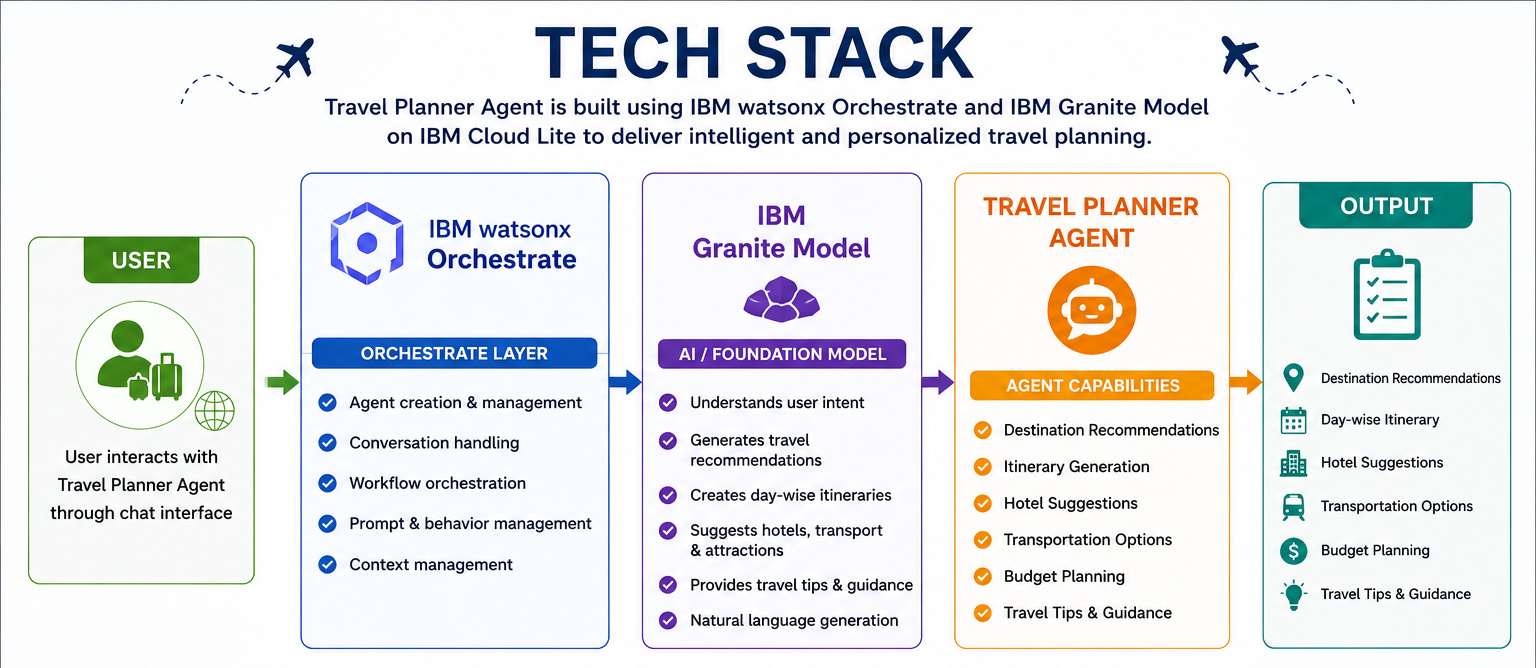 TECH STACK
Travel Planner Agent is built using IBM watsonx Orchestrate and IBM Granite Model
on IBM Cloud Lite to deliver intelligent and personalized travel planning.
USER
User interacts with
Travel Planner Agent
through chat interface
IBM watsonx
Orchestrate
ORCHESTRATE LAYER
Agent creation & management
Conversation handling
Workflow orchestration
Prompt & behavior management
Context management
IBM
Granite Model
AI / FOUNDATION MODEL
Understands user intent
Generates travel
recommendations
Creates day-wise itineraries
Suggests hotels, transport
& attractions
Provides travel tips & guidance
Natural language generation
TRAVEL PLANNER
AGENT
AGENT CAPABILITIES
Destination Recommendations
Itinerary Generation
Hotel Suggestions
Transportation Options
Budget Planning
Travel Tips & Guidance
OUTPUT
Destination Recommendations
Day-wise Itinerary
Hotel Suggestions
Transportation Options
$
Budget Planning
Travel Tips & Guidance